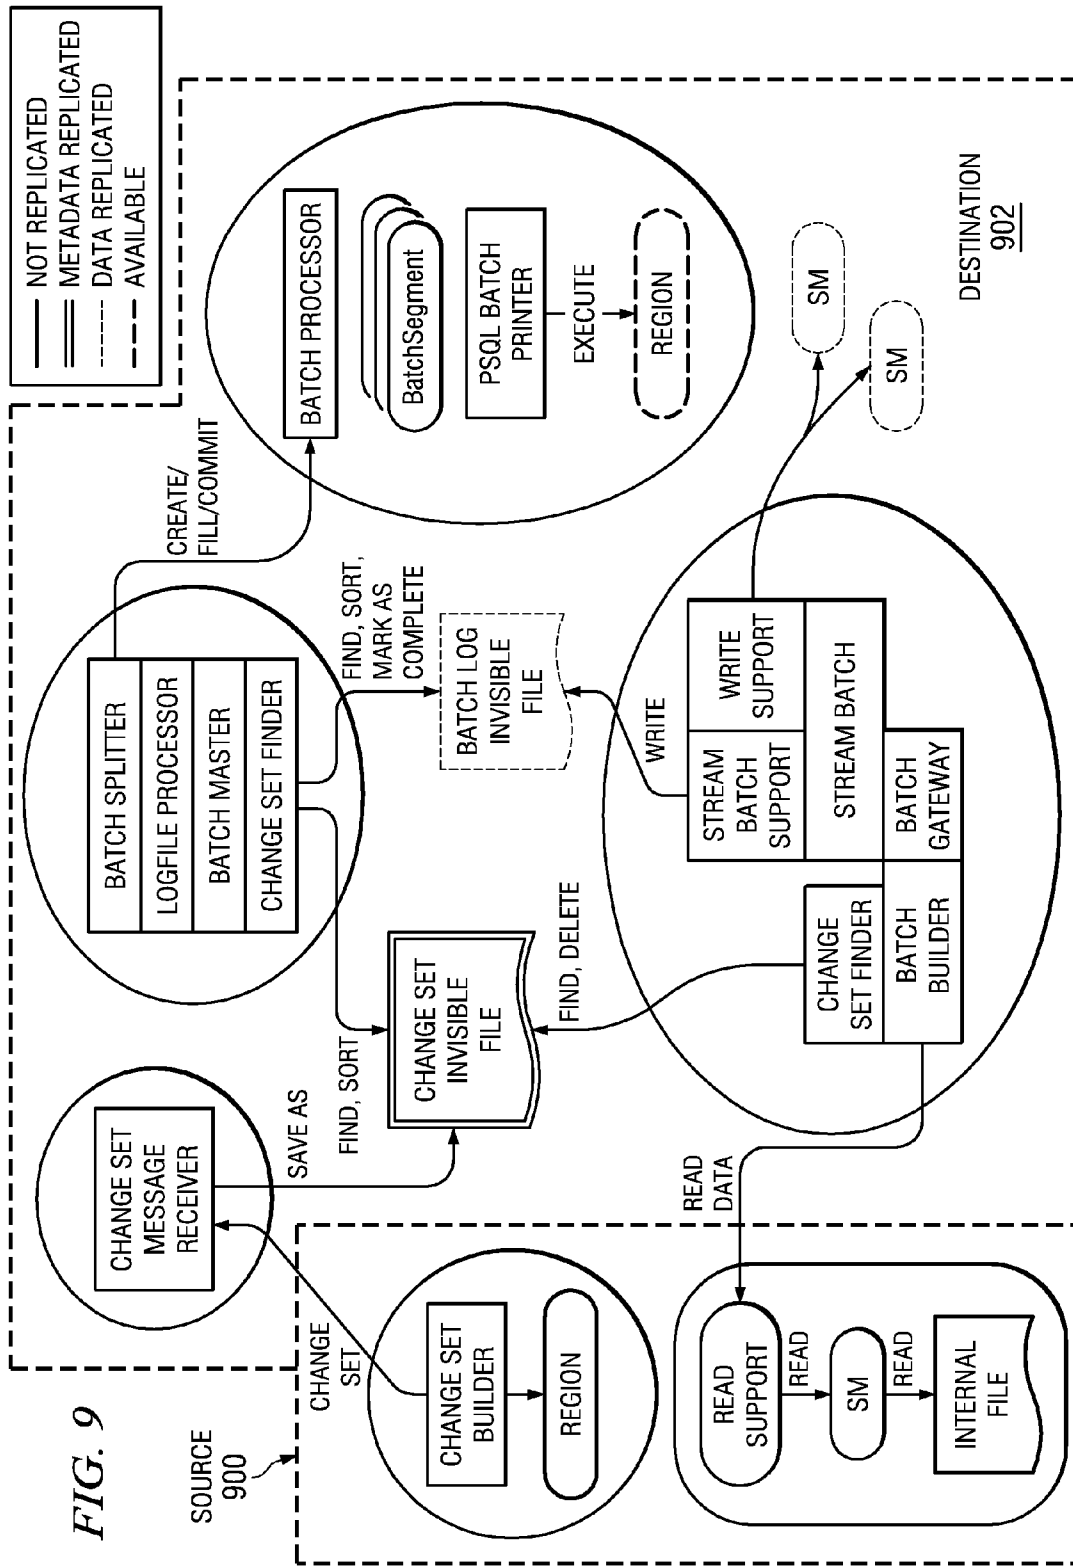 FIG. 9
SOURCE
900
NOT REPLICATED
METADATA REPLICATED
DATA REPLICATED
AVAILABLE
CHANGE SET
MESSAGE
RECEIVER
CHANGE
SET
SAVE AS
FIND, SORT
BATCH SPLITTER
LOGFILE PROCESSOR
BATCH MASTER
CHANGE SET FINDER
CREATE/
FILL/COMMIT
FIND, SORT,
MARK AS
COMPLETE
BATCH PROCESSOR
BatchSegment
PSQL BATCH
PRINTER
EXECUTE
REGION
CHANGE SET
BUILDER
REGION
CHANGE SET
INVISIBLE
FILE
BATCH LOG
INVISIBLE
FILE
FIND, DELETE
WRITE
READ
DATA
READ
SUPPORT
READ
SM
READ
INTERNAL
FILE
CHANGE
SET FINDER
BATCH
BUILDER
STREAM
BATCH
SUPPORT
WRITE
SUPPORT
STREAM BATCH
BATCH
GATEWAY
SM
SM
DESTINATION
902